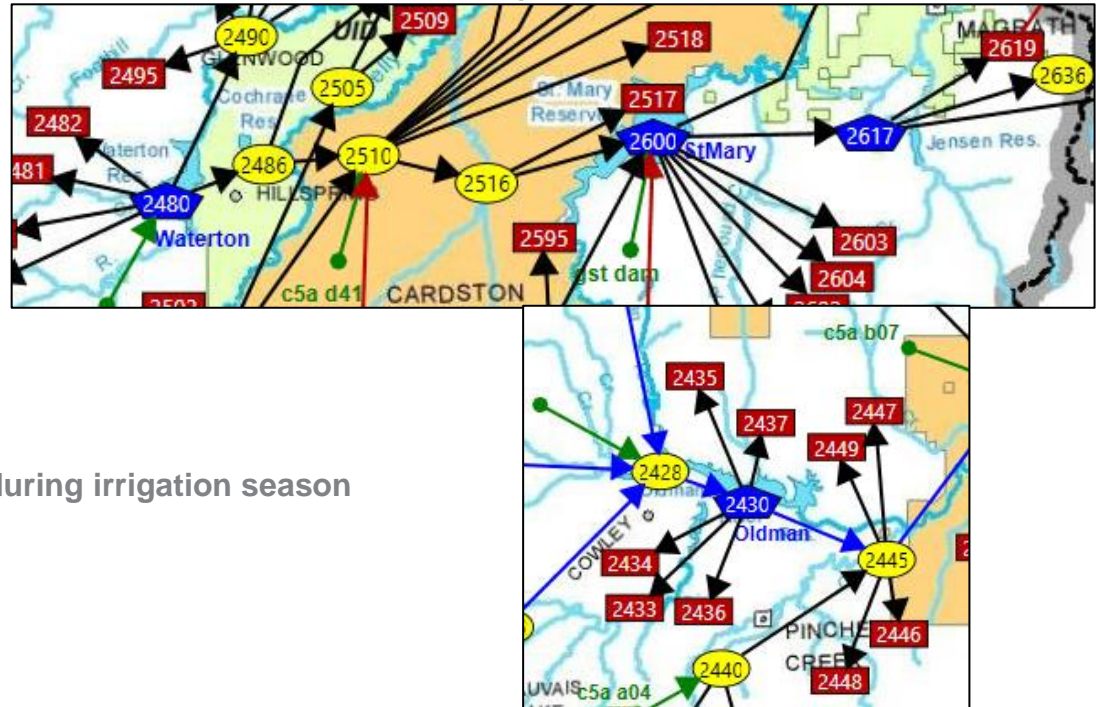 2490
UID
2509
2495
GLENWOOD
2505
2518
MAGRATH
2619
2636
2482
Cochrane
Res.
2517
St. Mary
2600
StMary
2617
Jensen Res.
481
2486
2510
2516
HILLSPRING
2480
Waterton
R.
c5a d41
CARDSTON
2595
gst dam
2603
2604
c5a b07
2435
2437
2447
2449
during irrigation season
2428
2430
Oldman
COWLEY
2445
2434
2433
2436
PINCHER
CREEK
2446
2440
2448
c5a a04